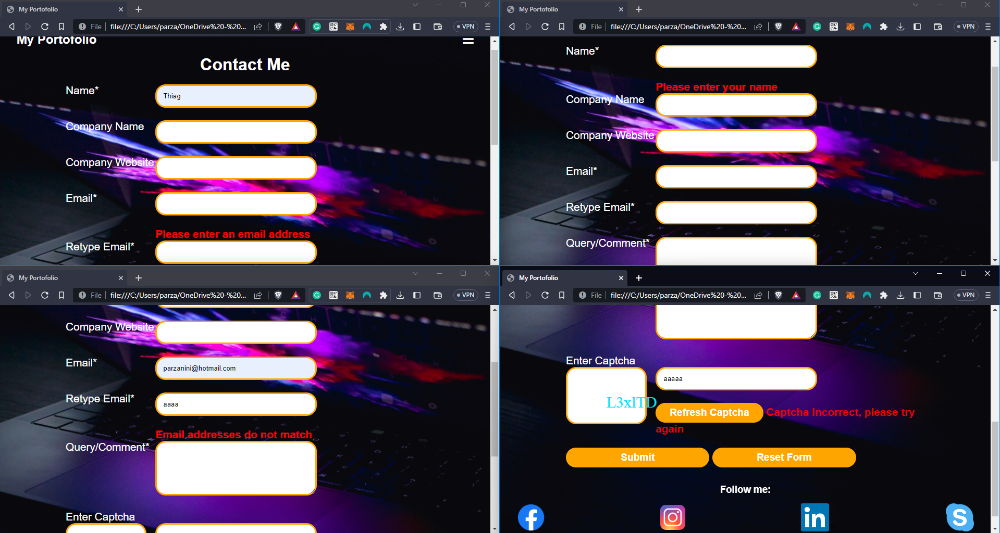 My Portofolio
File
file:///C:/Users/parza/OneDrive%20-%20...
VPN
My Portofolio
Contact Me
Name*
Thiag
Company Name
Company Website
Email*
Please enter an email address
Retype Email*
My Portofolio
File
file:///C:/Users/parza/OneDrive%20-%20...
VPN
Name*
Please enter your name
Company Name
Company Website
Email*
Retype Email*
Query/Comment*
My Portofolio
File
file:///C:/Users/parza/OneDrive%20-%20...
VPN
Company Website
Email*
parzanini@hotmail.com
Retype Email*
aaaa
Email addresses do not match
Query/Comment*
Enter Captcha
My Portofolio
File
file:///C:/Users/parza/OneDrive%20-%20...
VPN
Enter Captcha
aaaaa
L3xlTD
Refresh Captcha
Captcha Incorrect, please try
again
Submit
Reset Form
Follow me: